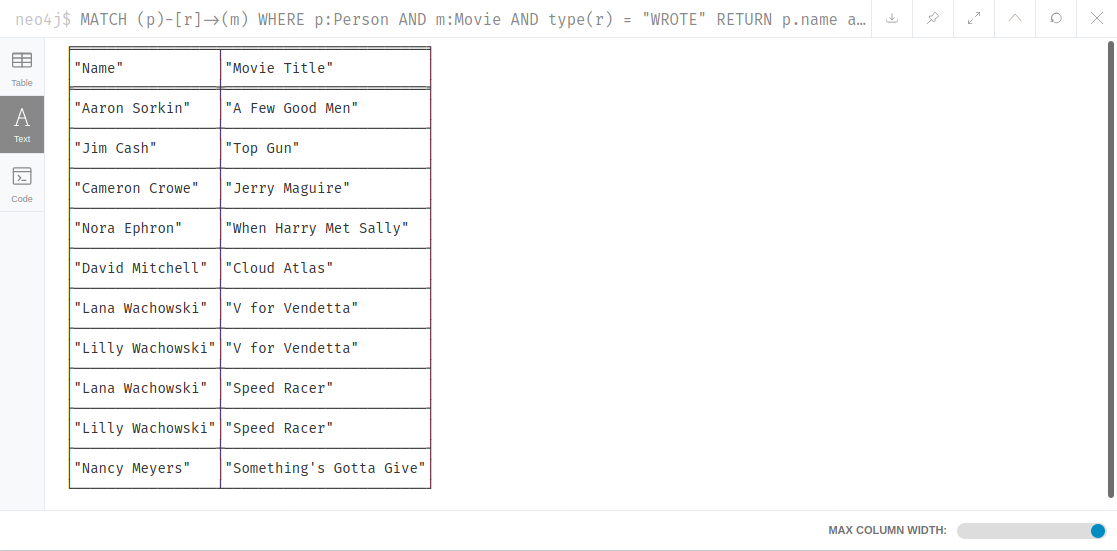 neo4j$ MATCH (p)-[r]→(m) WHERE p:Person AND m:Movie AND type(r) = "WROTE" RETURN p.name a…
Table
Text
Code
"Name" "Movie Title"
"Aaron Sorkin" "A Few Good Men"
"Jim Cash" "Top Gun"
"Cameron Crowe" "Jerry Maguire"
"Nora Ephron" "When Harry Met Sally"
"David Mitchell" "Cloud Atlas"
"Lana Wachowski" "V for Vendetta"
"Lilly Wachowski" "V for Vendetta"
"Lana Wachowski" "Speed Racer"
"Lilly Wachowski" "Speed Racer"
"Nancy Meyers" "Something's Gotta Give"
MAX COLUMN WIDTH: